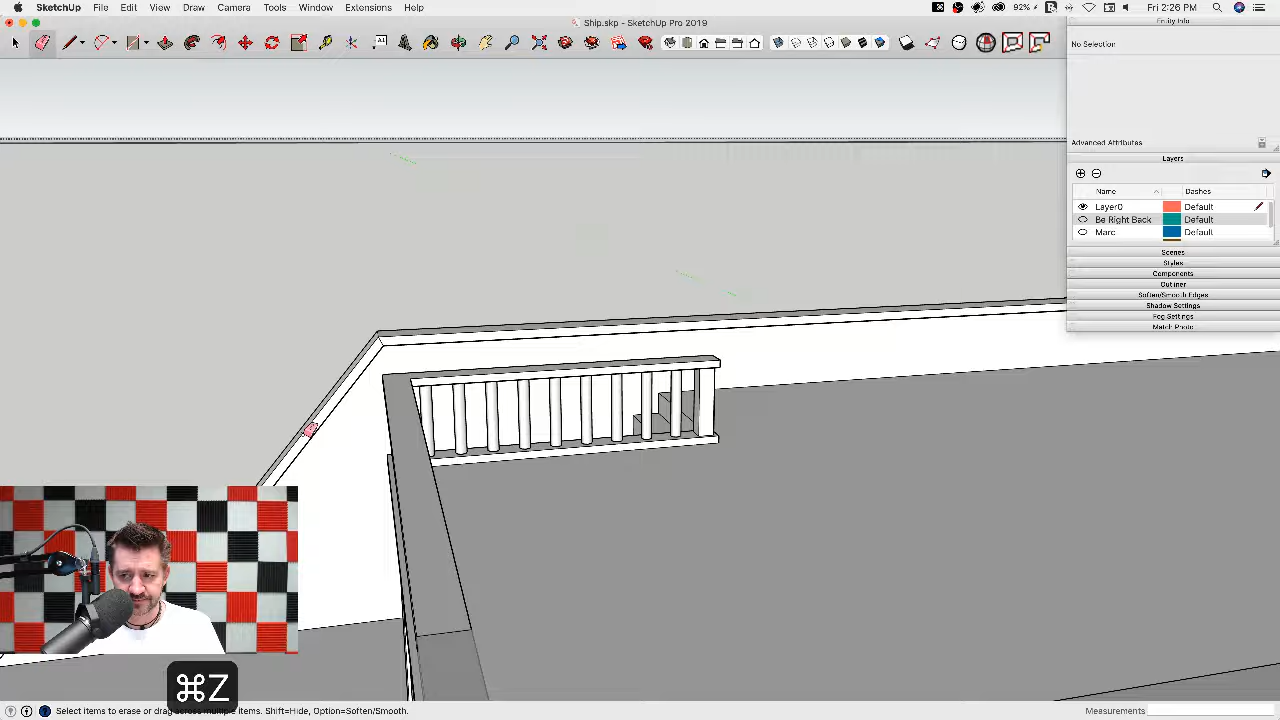 SketchUp File Edit View Draw Camera Tools Window Extensions Help 92% Fri 2:26 PM
Ship.skp - SketchUp Pro 2019
Entity Info
No Selection
Advanced Attributes
Layers
Name Dashes
Layer0 Default
Be Right Back Default
Marc Default
Scenes
Styles
Components
Outliner
Soften/Smooth Edges
Shadow Settings
Fog Settings
Match Photo
⌘Z
Select items to erase or drag across multiple items. Shift=Hide, Option=Soften/Smooth.
Measurements